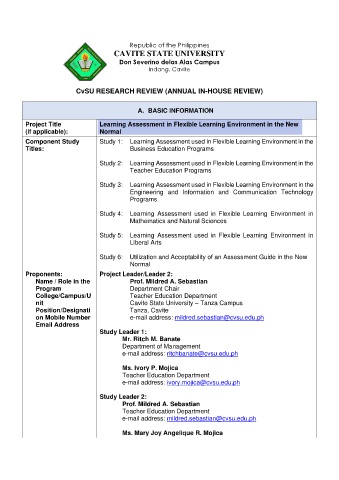 Republic of the Philippines
CAVITE STATE UNIVERSITY
Don Severino delas Alas Campus
Indang, Cavite
CvSU RESEARCH REVIEW (ANNUAL IN-HOUSE REVIEW)
A. BASIC INFORMATION
Project Title
(if applicable):
Learning Assessment in Flexible Learning Environment in the New
Normal
Component Study
Titles:
Study 1: Learning Assessment used in Flexible Learning Environment in the
Business Education Programs
Study 2: Learning Assessment used in Flexible Learning Environment in the
Teacher Education Programs
Study 3: Learning Assessment used in Flexible Learning Environment in the
Engineering and Information and Communication Technology
Programs
Study 4: Learning Assessment used in Flexible Learning Environment in
Mathematics and Natural Sciences
Study 5: Learning Assessment used in Flexible Learning Environment in
Liberal Arts
Study 6: Utilization and Acceptability of an Assessment Guide in the New
Normal
Proponents:
Name / Role in the
Program
College/Campus/U
nit
Position/Designati
on Mobile Number
Email Address
Project Leader/Leader 2:
Prof. Mildred A. Sebastian
Department Chair
Teacher Education Department
Cavite State University – Tanza Campus
Tanza, Cavite
e-mail address: mildred.sebastian@cvsu.edu.ph
Study Leader 1:
Mr. Ritch M. Banate
Department of Management
e-mail address: ritchbanate@cvsu.edu.ph
Ms. Ivory P. Mojica
Teacher Education Department
e-mail address: ivory.mojica@cvsu.edu.ph
Study Leader 2:
Prof. Mildred A. Sebastian
Teacher Education Department
e-mail address: mildred.sebastian@cvsu.edu.ph
Ms. Mary Joy Angelique R. Mojica